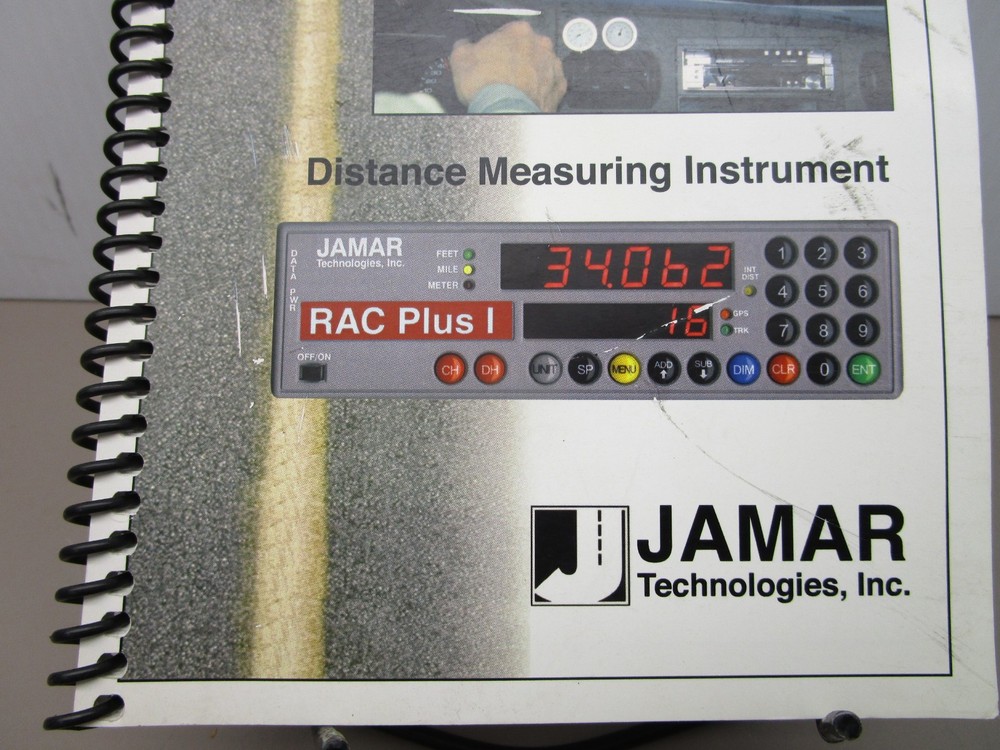 Distance Measuring Instrument
JAMAR
Technologies, Inc.
DATA PWR
FEET
MILE
METER
34.062
INT DIST
1 2 3
4 5 6
RAC Plus I
16
GPS
TRK
7 8 9
OFF/ON
CH DH UNIT SP MENU ADD SUB DIM CLR 0 ENT
JAMAR
Technologies, Inc.